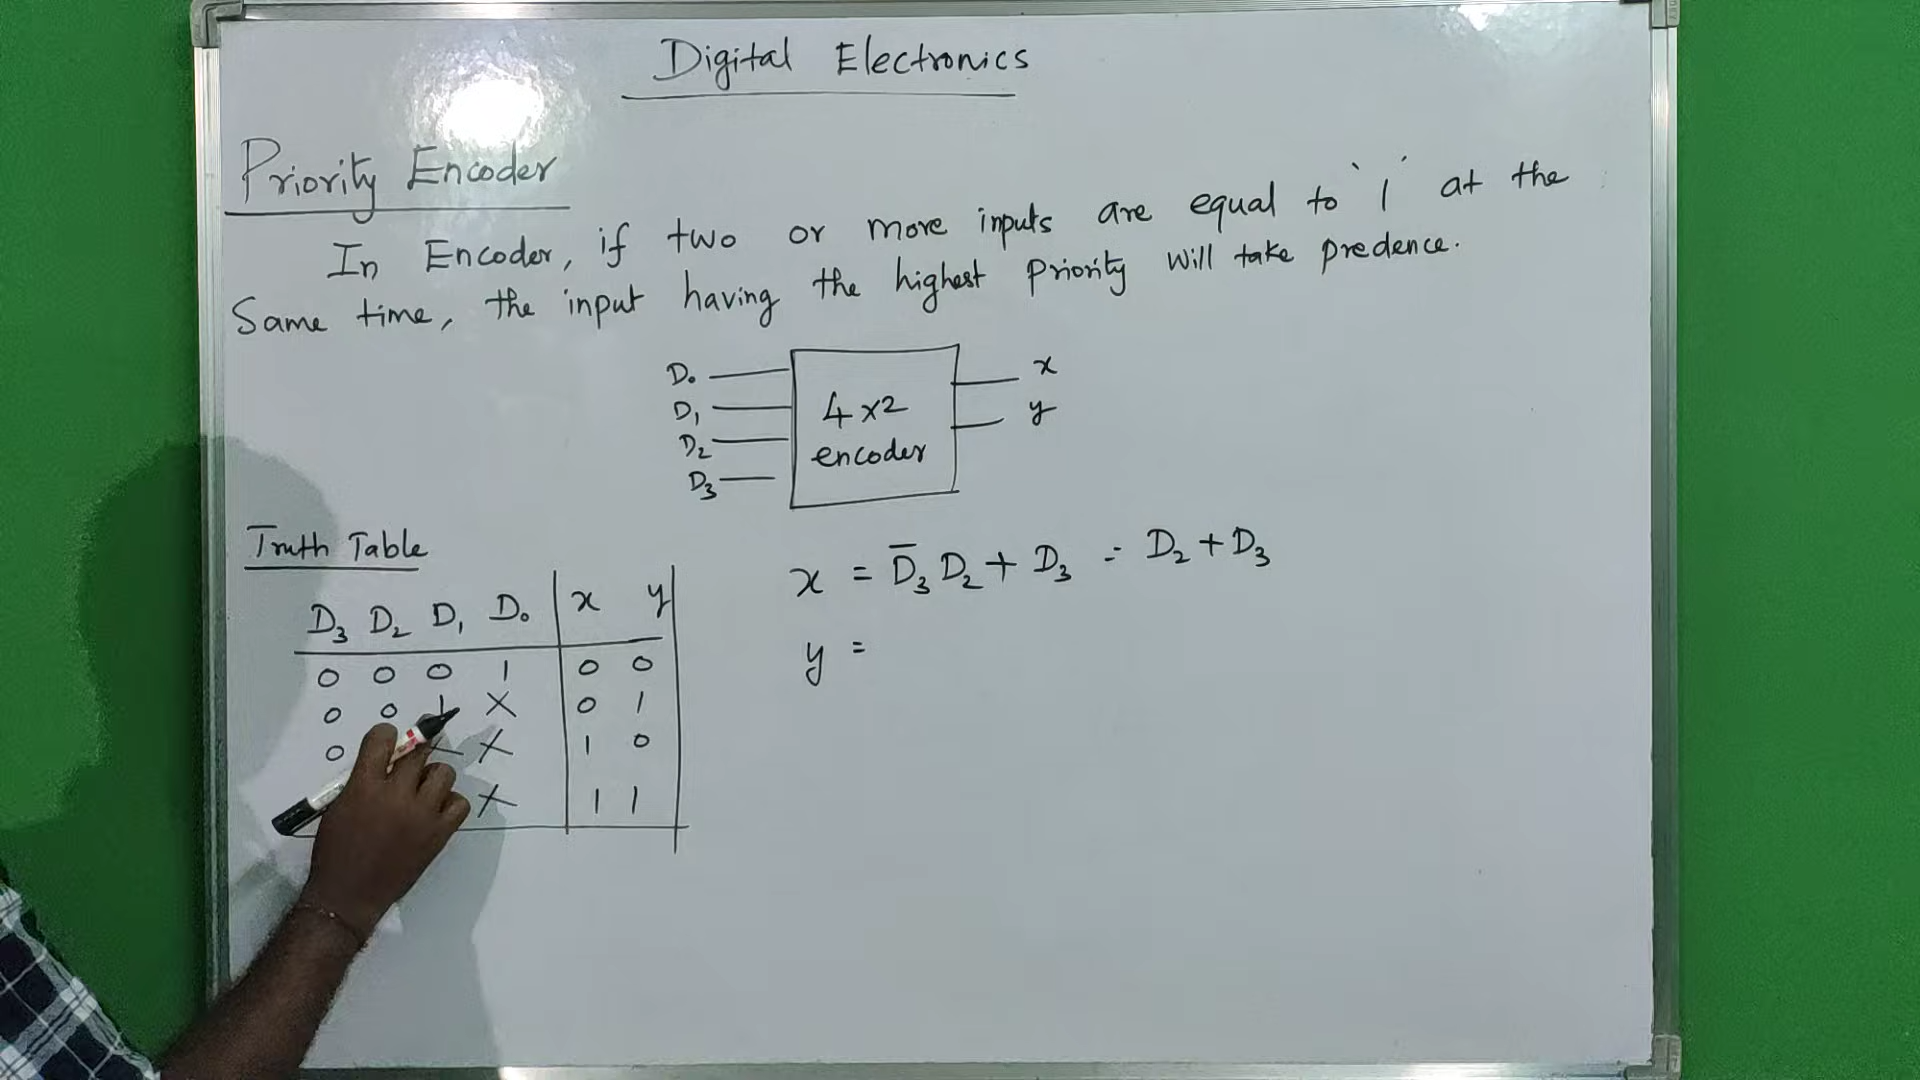 Digital Electronics
Priority Encoder
In Encoder, if two or more inputs are equal to '1' at the
Same time, the input having the highest Priority will take predence.
D₀
D₁
D₂
D₃
4x2
encoder
x
y
Truth Table
D₃ D₂ D₁ D₀ x y
0 0 0 1 0 0
0 0 1 X 0 1
0 X X 1 0
X 1 1
x = D̅₃ D₂ + D₃ = D₂ + D₃
y =